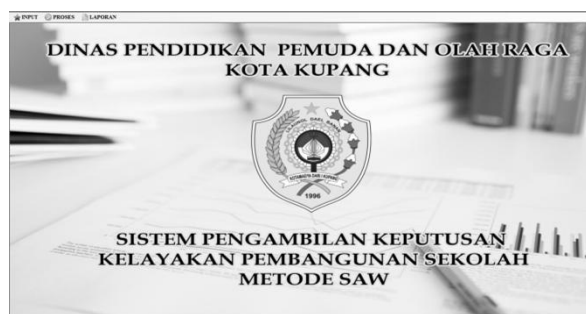 INPUT PROSES LAPORAN
DINAS PENDIDIKAN PEMUDA DAN OLAH RAGA
KOTA KUPANG
1996
SISTEM PENGAMBILAN KEPUTUSAN
KELAYAKAN PEMBANGUNAN SEKOLAH
METODE SAW